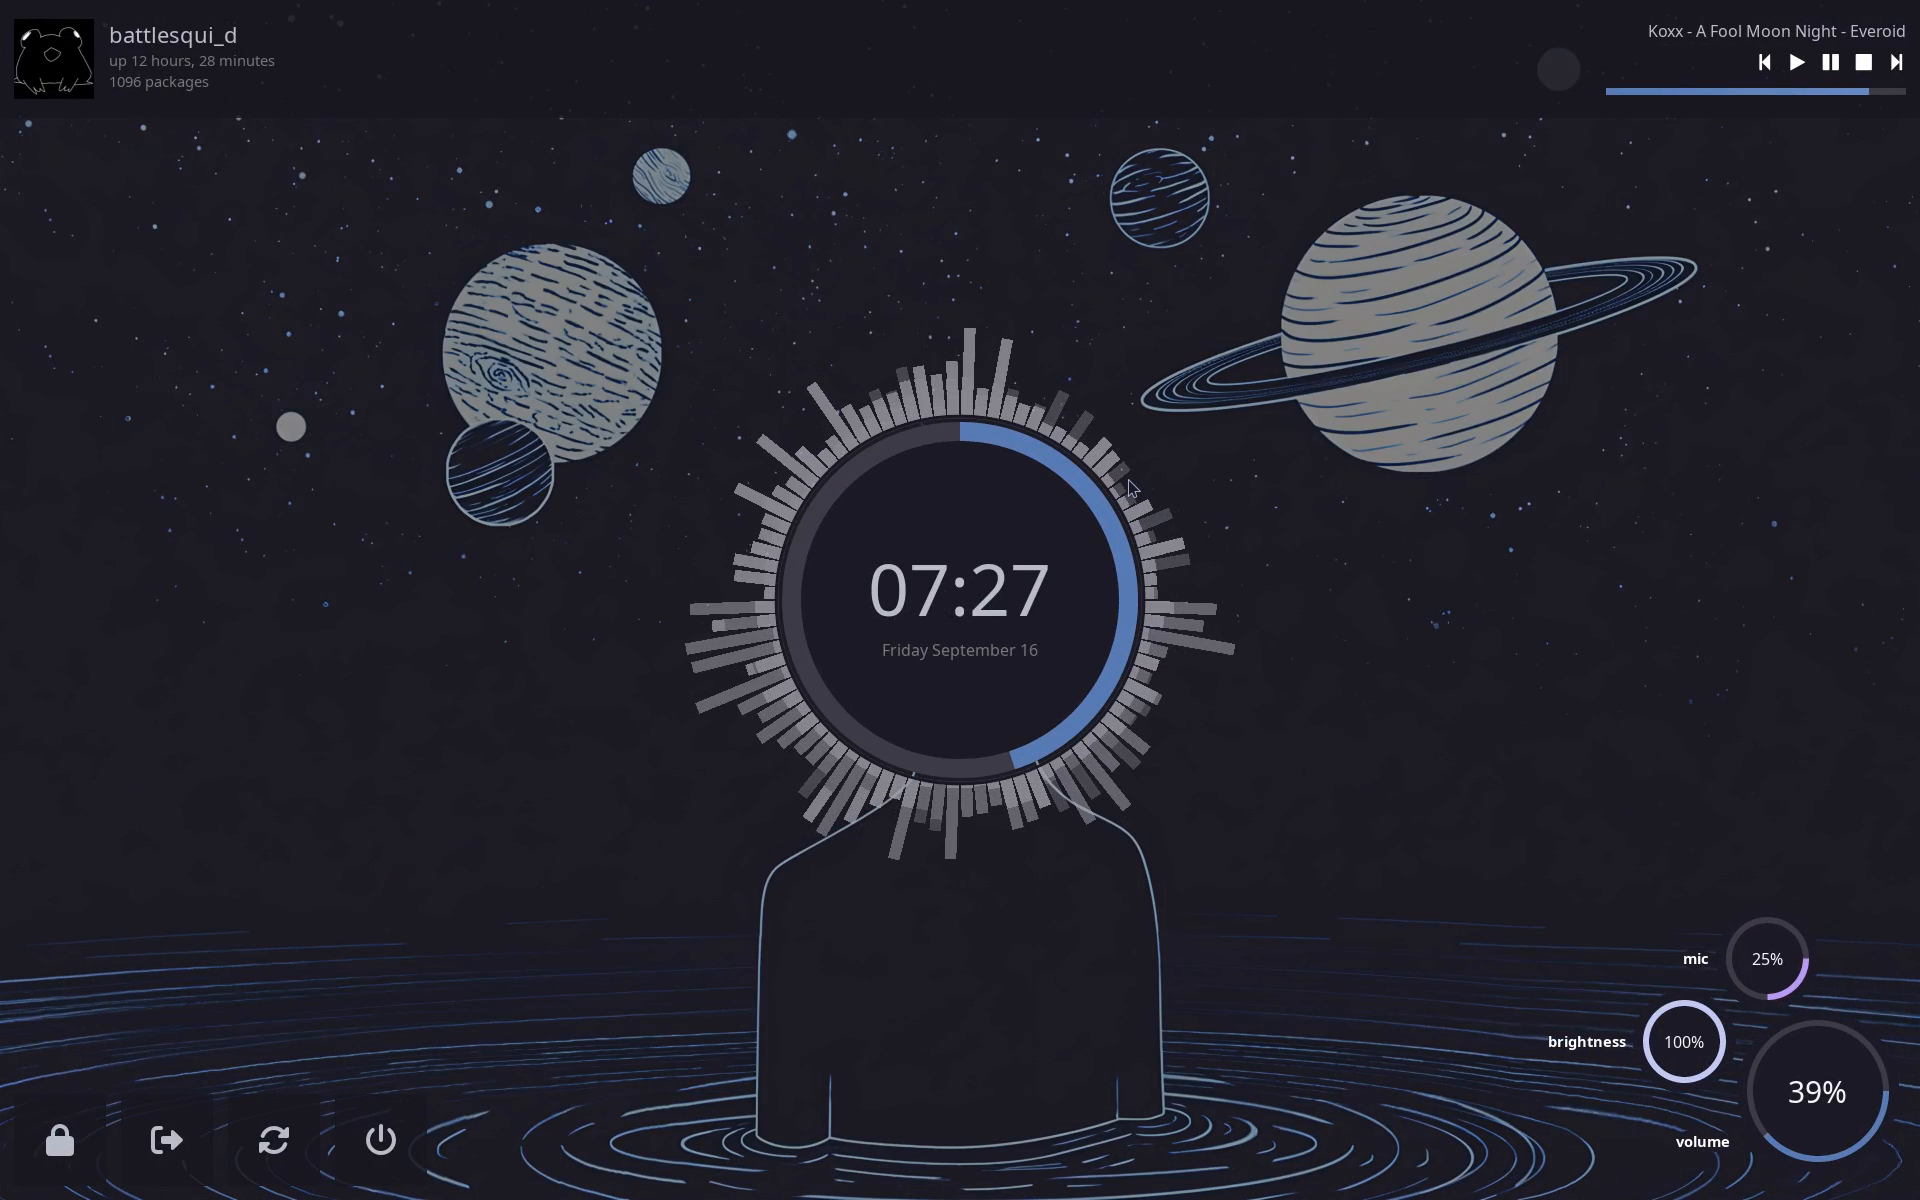 battlesqui_d
up 12 hours, 28 minutes
1096 packages
Koxx - A Fool Moon Night - Everoid
07:27
Friday September 16
mic
25%
brightness
100%
39%
volume